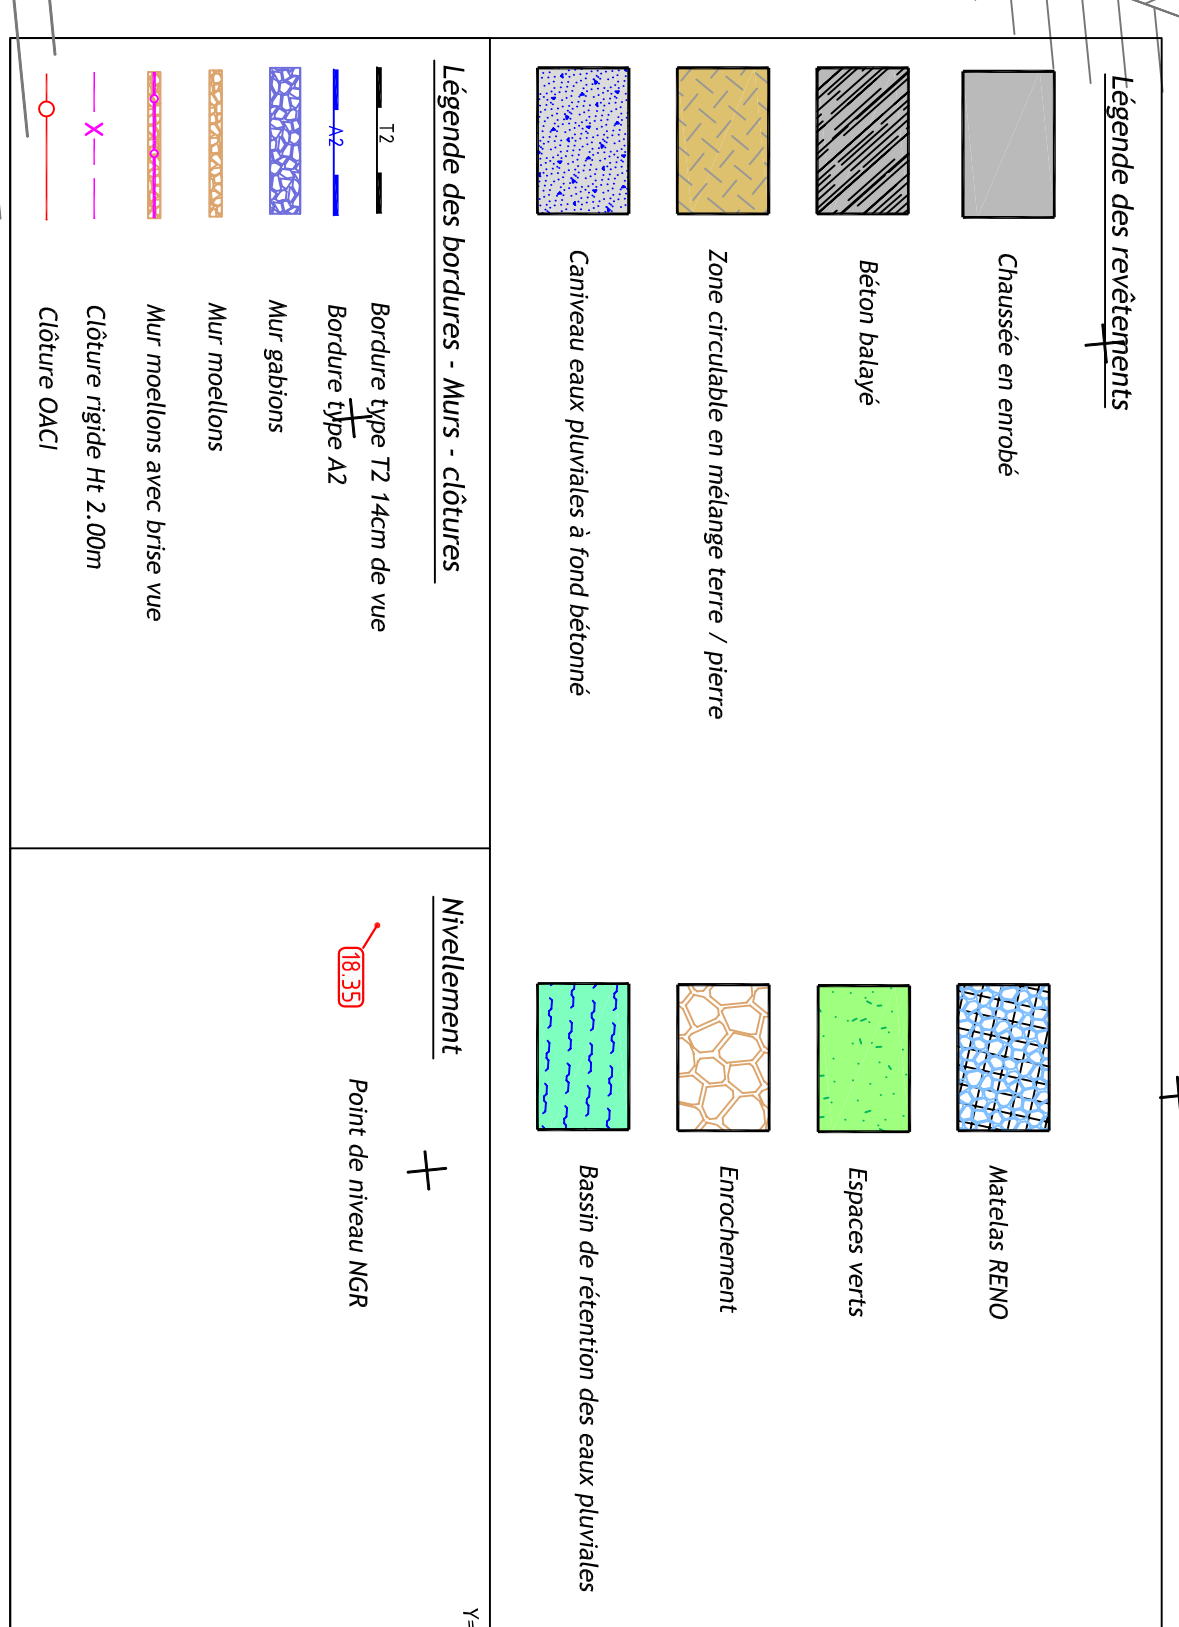 Légende des revêtements
Chaussée en enrobé
Béton balayé
Zone circulable en mélange terre / pierre
Caniveau eaux pluviales à fond bétonné
Matelas RENO
Espaces verts
Enrochement
Bassin de rétention des eaux pluviales
Légende des bordures - Murs - clôtures
T2
Bordure type T2 14cm de vue
A2
Bordure type A2
Mur gabions
Mur moellons
Mur moellons avec brise vue
X
Clôture rigide Ht 2.00m
Clôture OACI
Nivellement
18.35
Point de niveau NGR
Y=